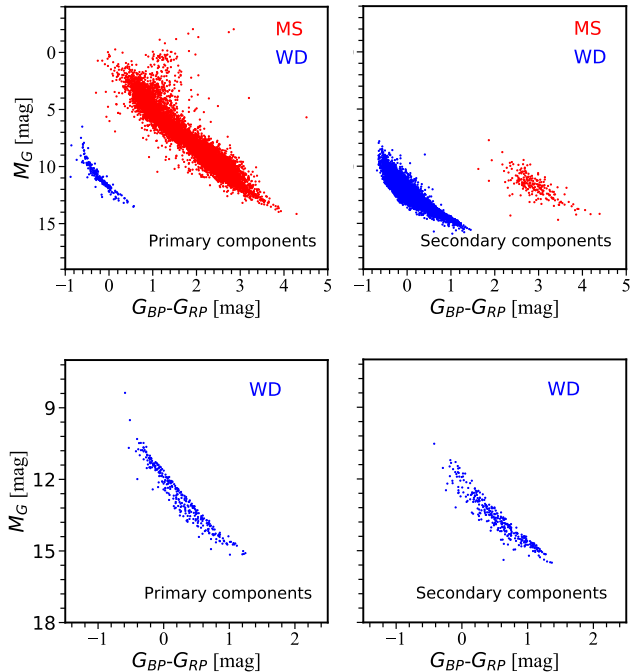 MS
WD
0
5
10
15
M_G [mag]
Primary components
−1 0 1 2 3 4 5
G_BP-G_RP [mag]
MS
WD
Secondary components
−1 0 1 2 3 4 5
G_BP-G_RP [mag]
WD
9
12
15
18
M_G [mag]
Primary components
−1 0 1 2
G_BP-G_RP [mag]
WD
Secondary components
−1 0 1 2
G_BP-G_RP [mag]